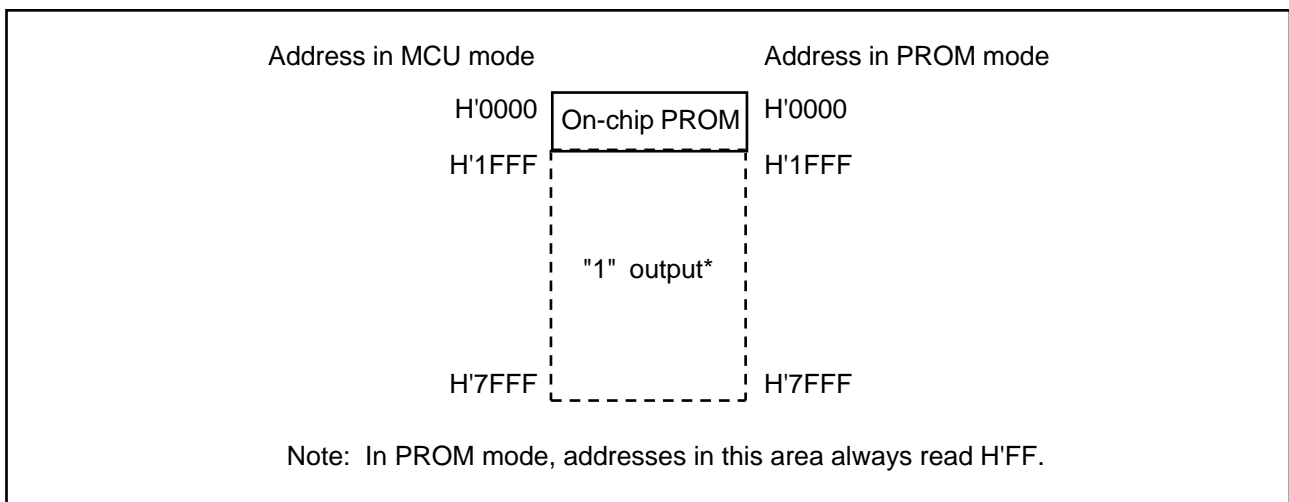 Address in MCU mode Address in PROM mode
H'0000 On-chip PROM H'0000
H'1FFF H'1FFF
"1" output*
H'7FFF H'7FFF
Note: In PROM mode, addresses in this area always read H'FF.